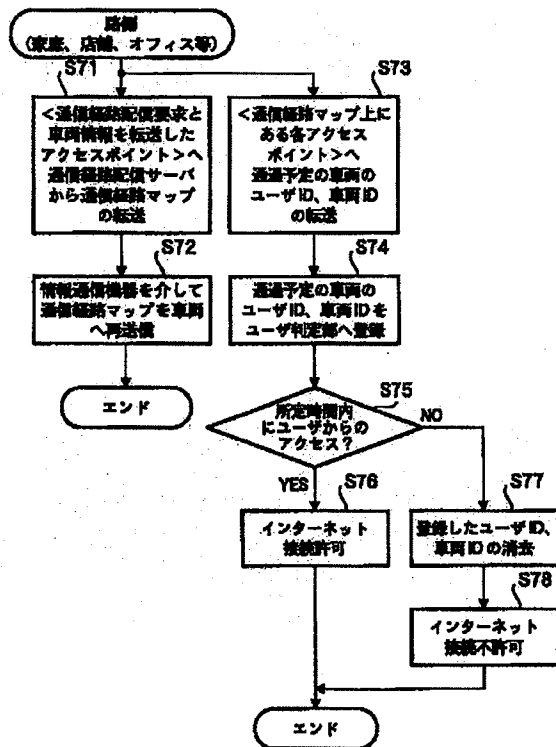 路側
(家庭、店舗、オフィス等)
S71
<通信経路配信要求と
車両情報を転送した
アクセスポイント>へ
通信経路配信サーバ
から通信経路マップ
の転送
S72
情報通信機器を介して
通信経路マップを車両
へ再送信
エンド
S73
<通信経路マップ上に
ある各アクセス
ポイント>へ
通過予定の車両の
ユーザID、車両ID
の転送
S74
通過予定の車両の
ユーザID、車両IDを
ユーザ判定部へ登録
S75
所定時間内
にユーザからの
アクセス?
YES
NO
S76
インターネット
接続許可
S77
登録したユーザID、
車両IDの消去
S78
インターネット
接続不許可
エンド